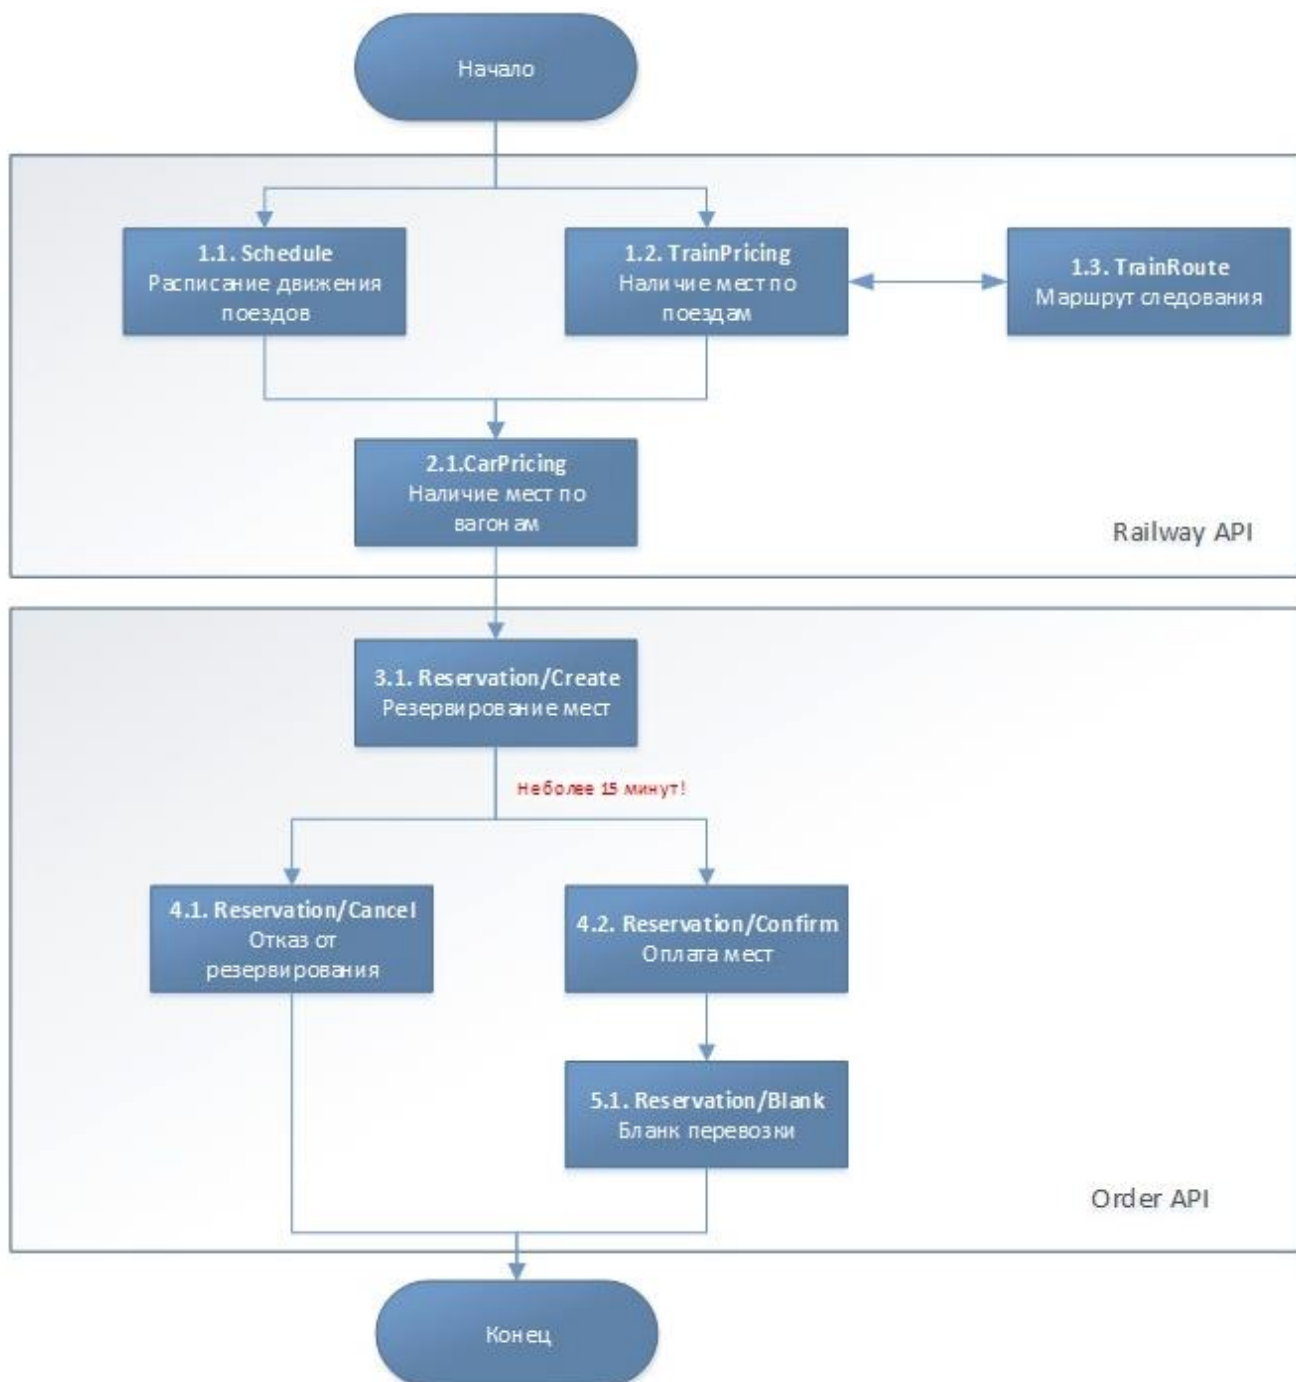 Начало
1.1. Schedule
Расписание движения
поездов
1.2. TrainPricing
Наличие мест по
поездам
1.3. TrainRoute
Маршрут следования
2.1.CarPricing
Наличие мест по
вагонам
Railway API
3.1. Reservation/Create
Резервирование мест
Не более 15 минут!
4.1. Reservation/Cancel
Отказ от
резервирования
4.2. Reservation/Confirm
Оплата мест
5.1. Reservation/Blank
Бланк перевозки
Order API
Конец